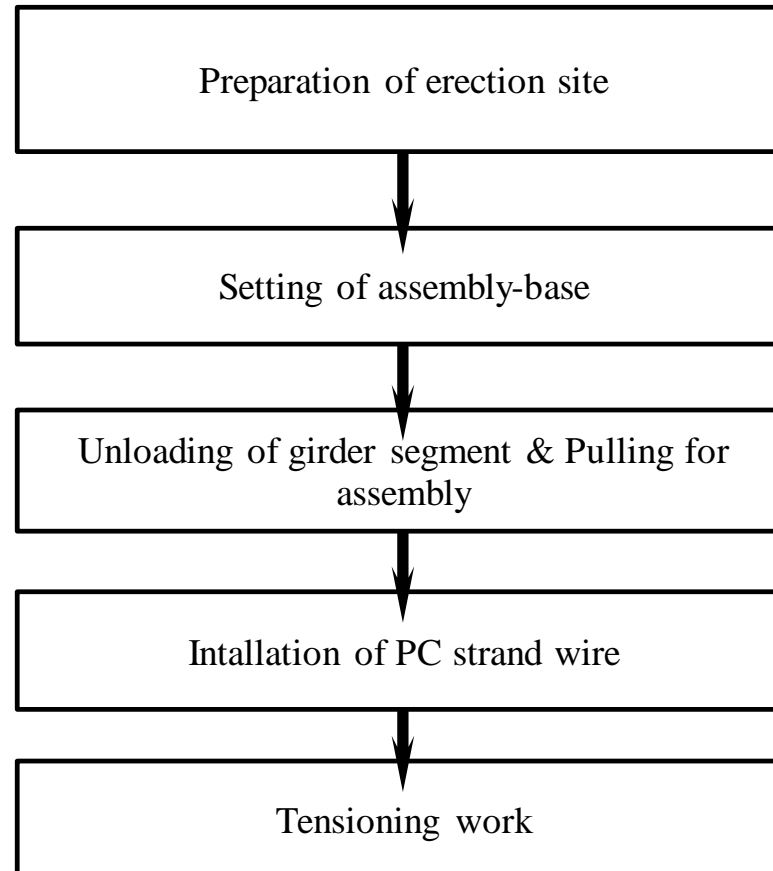 Preparation of erection site
Setting of assembly-base
Unloading of girder segment & Pulling for
assembly
Intallation of PC strand wire
Tensioning work